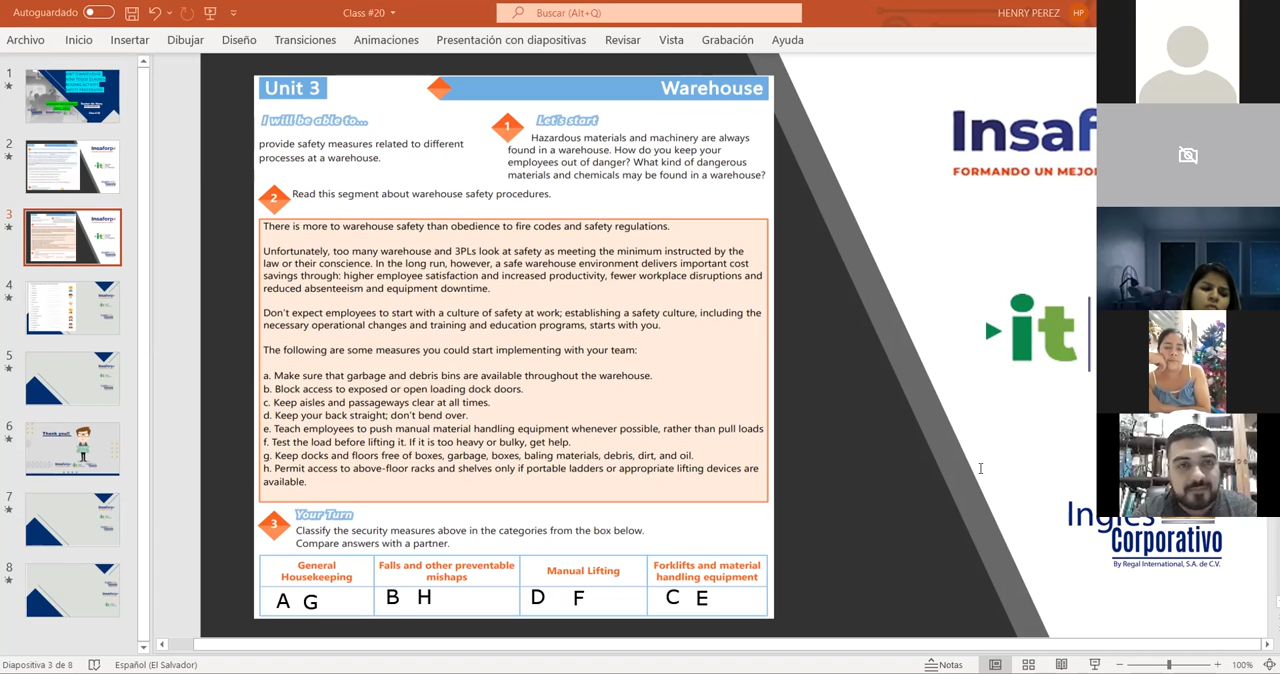 Autoguardado
Class #20
Buscar (Alt+Q)
HENRY PEREZ
HP
Archivo
Inicio
Insertar
Dibujar
Diseño
Transiciones
Animaciones
Presentación con diapositivas
Revisar
Vista
Grabación
Ayuda
1
2
3
4
5
6
7
8
Thank you!!
Unit 3
Warehouse
I will be able to...
provide safety measures related to different
processes at a warehouse.
1
Let's start
Hazardous materials and machinery are always
found in a warehouse. How do you keep your
employees out of danger? What kind of dangerous
materials and chemicals may be found in a warehouse?
2
Read this segment about warehouse safety procedures.
There is more to warehouse safety than obedience to fire codes and safety regulations.
Unfortunately, too many warehouse and 3PLs look at safety as meeting the minimum instructed by the
law or their conscience. In the long run, however, a safe warehouse environment delivers important cost
savings through: higher employee satisfaction and increased productivity, fewer workplace disruptions and
reduced absenteeism and equipment downtime.
Don't expect employees to start with a culture of safety at work; establishing a safety culture, including the
necessary operational changes and training and education programs, starts with you.
The following are some measures you could start implementing with your team:
a. Make sure that garbage and debris bins are available throughout the warehouse.
b. Block access to exposed or open loading dock doors.
c. Keep aisles and passageways clear at all times.
d. Keep your back straight; don't bend over.
e. Teach employees to push manual material handling equipment whenever possible, rather than pull loads
f. Test the load before lifting it. If it is too heavy or bulky, get help.
g. Keep docks and floors free of boxes, garbage, boxes, baling materials, debris, dirt, and oil.
h. Permit access to above-floor racks and shelves only if portable ladders or appropriate lifting devices are
available.
3
Your Turn
Classify the security measures above in the categories from the box below.
Compare answers with a partner.
General
Housekeeping
Falls and other preventable
mishaps
Manual Lifting
Forklifts and material
handling equipment
A G
B H
D F
C E
Insaf
FORMANDO UN MEJO
it
Inglés
Corporativo
By Regal International, S.A. de C.V.
Diapositiva 3 de 8
Español (El Salvador)
Notas
100%